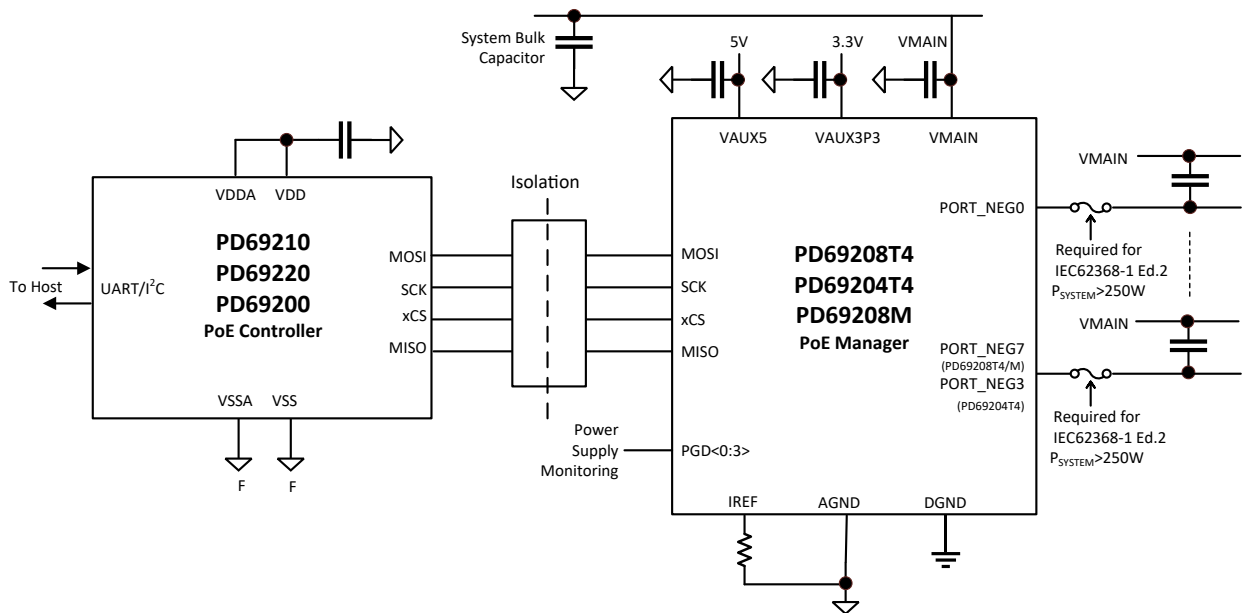 System Bulk
Capacitor
5V
3.3V
VMAIN
VAUX5
VAUX3P3
VMAIN
VDDA
VDD
PD69210
PD69220
PD69200
PoE Controller
To Host
UART/I²C
MOSI
SCK
xCS
MISO
VSSA
VSS
F
F
Isolation
MOSI
SCK
xCS
MISO
PD69208T4
PD69204T4
PD69208M
PoE Manager
Power
Supply
Monitoring
PGD<0:3>
IREF
AGND
DGND
PORT_NEG0
PORT_NEG7
(PD69208T4/M)
PORT_NEG3
(PD69204T4)
VMAIN
Required for
IEC62368-1 Ed.2
PSYSTEM>250W
VMAIN
Required for
IEC62368-1 Ed.2
PSYSTEM>250W